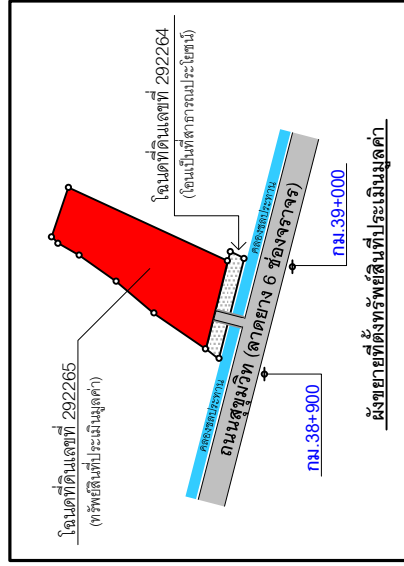 โฉนดที่ดินเลขที่ 292265
(ทรัพย์สินที่ประเมินมูลค่า)
โฉนดที่ดินเลขที่ 292264
(โอนเป็นที่สาธารณประโยชน์)
คลองชลประทาน
คลองชลประทาน
ถนนสุขุมวิท (ลาดยาง 6 ช่องจราจร)
กม.38+900
กม.39+000
ผังขยายที่ตั้งทรัพย์สินที่ประเมินมูลค่า